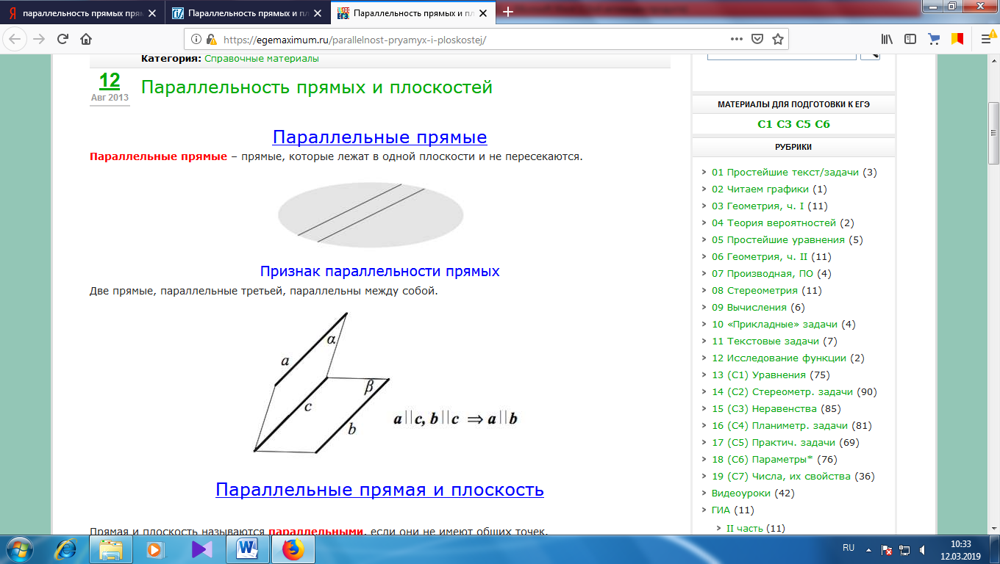 параллельность прямых пря
Параллельность прямых и пл
Параллельность прямых и пл
https://egemaximum.ru/parallelnost-pryamyx-i-ploskostej/
Категория: Справочные материалы
12
Авг 2013
Параллельность прямых и плоскостей
Параллельные прямые
Параллельные прямые – прямые, которые лежат в одной плоскости и не пересекаются.
Признак параллельности прямых
Две прямые, параллельные третьей, параллельны между собой.
α
a
β
c
b
a||c, b||c ⇒ a||b
Параллельные прямая и плоскость
Прямая и плоскость называются параллельными, если они не имеют общих точек.
МАТЕРИАЛЫ ДЛЯ ПОДГОТОВКИ К ЕГЭ
С1 С3 С5 С6
РУБРИКИ
01 Простейшие текст/задачи (3)
02 Читаем графики (1)
03 Геометрия, ч. I (11)
04 Теория вероятностей (2)
05 Простейшие уравнения (5)
06 Геометрия, ч. II (11)
07 Производная, ПО (4)
08 Стереометрия (11)
09 Вычисления (6)
10 «Прикладные» задачи (4)
11 Текстовые задачи (7)
12 Исследование функции (2)
13 (С1) Уравнения (75)
14 (С2) Стереометр. задачи (90)
15 (С3) Неравенства (85)
16 (С4) Планиметр. задачи (81)
17 (С5) Практич. задачи (69)
18 (С6) Параметры* (76)
19 (С7) Числа, их свойства (36)
Видеоуроки (42)
ГИА (11)
II часть (11)
RU
10:33
12.03.2019